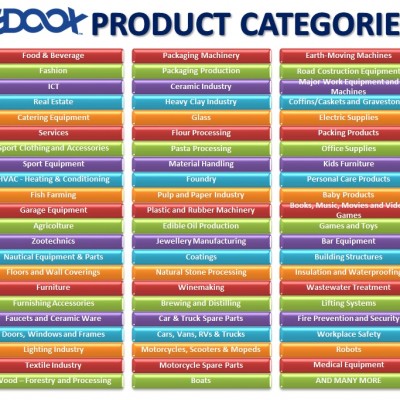 PRODUCT CATEGORIE
Food & Beverage
Fashion
ICT
Real Estate
Catering Equipment
Services
Sport Clothing and Accessories
Sport Equipment
HVAC - Heating & Conditioning
Fish Farming
Garage Equipment
Agriculture
Zootechnics
Nautical Equipment & Parts
Floors and Wall Coverings
Furniture
Furnishing Accessories
Faucets and Ceramic Ware
Doors, Windows and Frames
Lighting Industry
Textile Industry
Wood – Forestry and Processing
Packaging Machinery
Packaging Production
Ceramic Industry
Heavy Clay Industry
Glass
Flour Processing
Pasta Processing
Material Handling
Foundry
Pulp and Paper Industry
Plastic and Rubber Machinery
Edible Oil Production
Jewellery Manufacturing
Coatings
Natural Stone Processing
Winemaking
Brewing and Distilling
Car & Truck Spare Parts
Cars, Vans, RVs & Trucks
Motorcycles, Scooters & Mopeds
Motorcycle Spare Parts
Boats
Earth-Moving Machines
Road Costruction Equipment
Major Work Equipment and
Machines
Coffins/Caskets and Graveston
Electric Supplies
Packing Products
Office Supplies
Kids Furniture
Personal Care Products
Baby Products
Books, Music, Movies and Vide
Games
Games and Toys
Bar Equipment
Building Structures
Insulation and Waterproofing
Wastewater Treatment
Lifting Systems
Fire Prevention and Security
Workplace Safety
Robots
Medical Equipment
AND MANY MORE